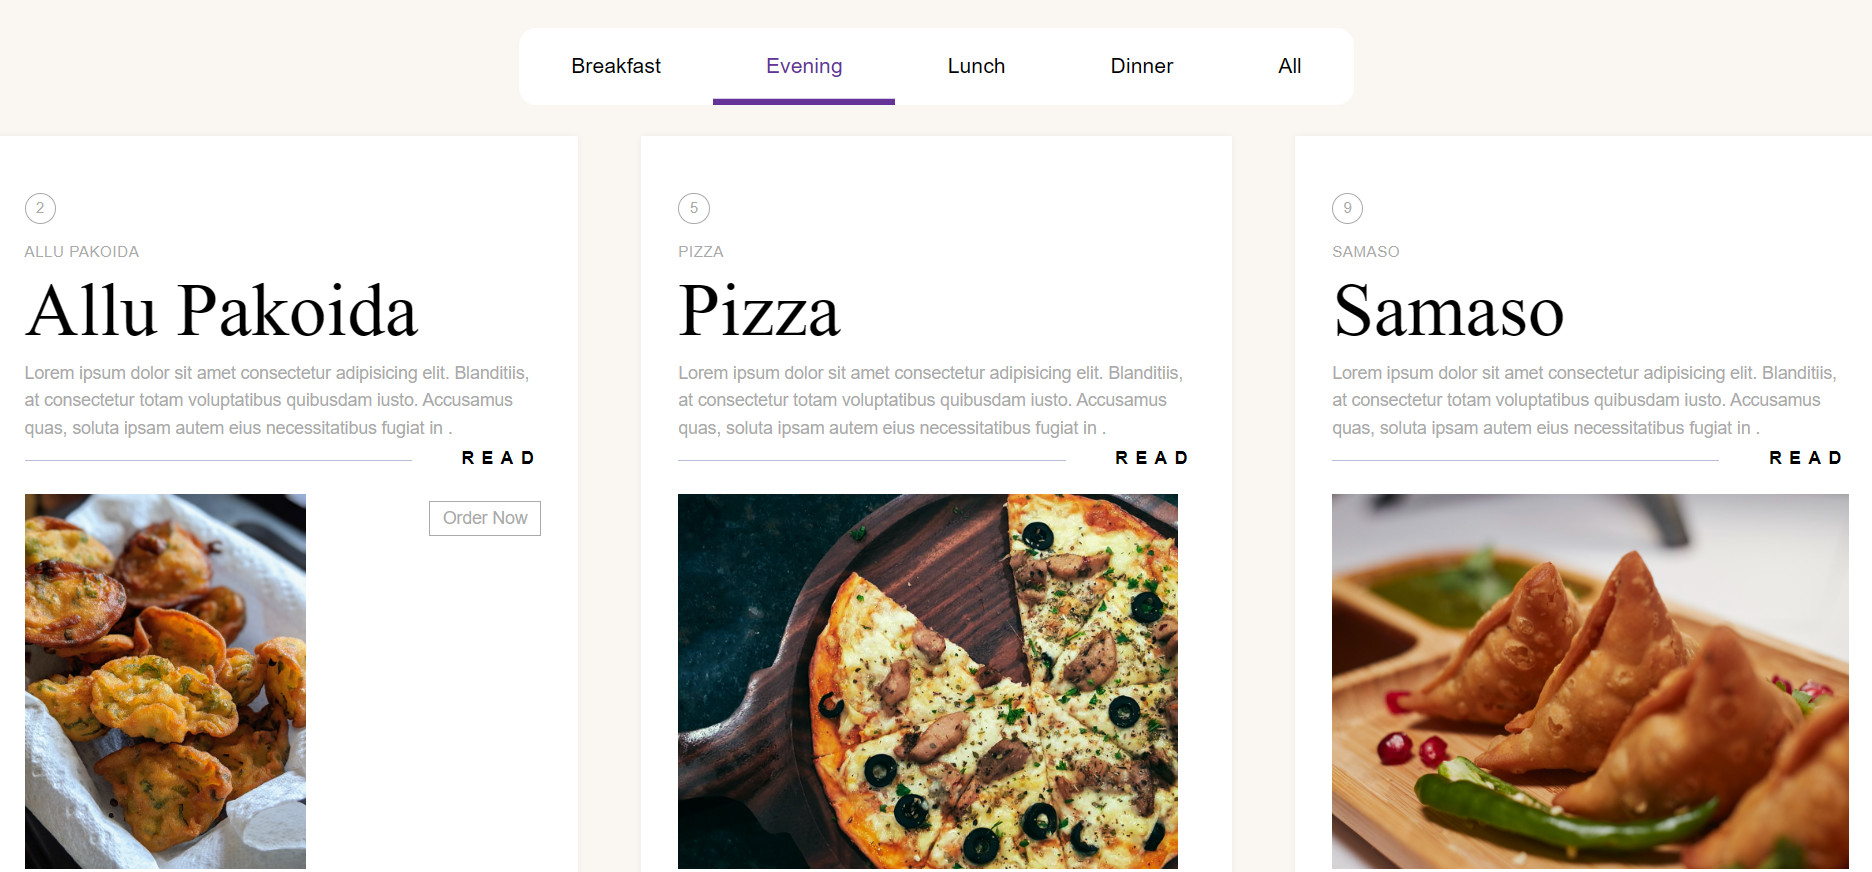 Breakfast Evening Lunch Dinner All
2
ALLU PAKOIDA
Allu Pakoida
Lorem ipsum dolor sit amet consectetur adipisicing elit. Blanditiis,
at consectetur totam voluptatibus quibusdam iusto. Accusamus
quas, soluta ipsam autem eius necessitatibus fugiat in .
READ
Order Now
5
PIZZA
Pizza
Lorem ipsum dolor sit amet consectetur adipisicing elit. Blanditiis,
at consectetur totam voluptatibus quibusdam iusto. Accusamus
quas, soluta ipsam autem eius necessitatibus fugiat in .
READ
9
SAMASO
Samaso
Lorem ipsum dolor sit amet consectetur adipisicing elit. Blanditiis,
at consectetur totam voluptatibus quibusdam iusto. Accusamus
quas, soluta ipsam autem eius necessitatibus fugiat in .
READ